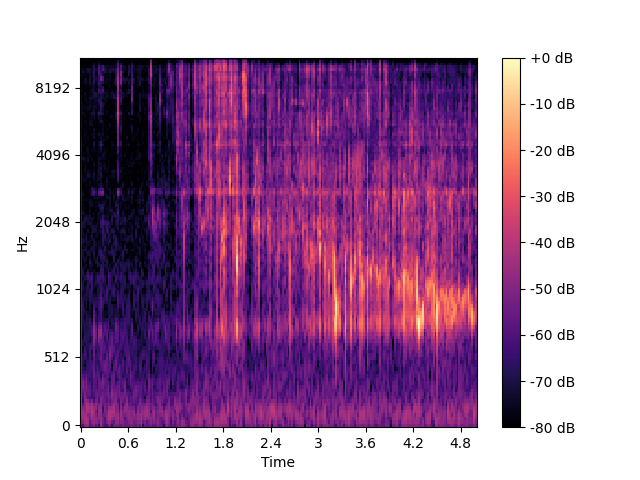 8192
4096
2048
1024
512
0
Hz
0 0.6 1.2 1.8 2.4 3 3.6 4.2 4.8
Time
+0 dB
-10 dB
-20 dB
-30 dB
-40 dB
-50 dB
-60 dB
-70 dB
-80 dB